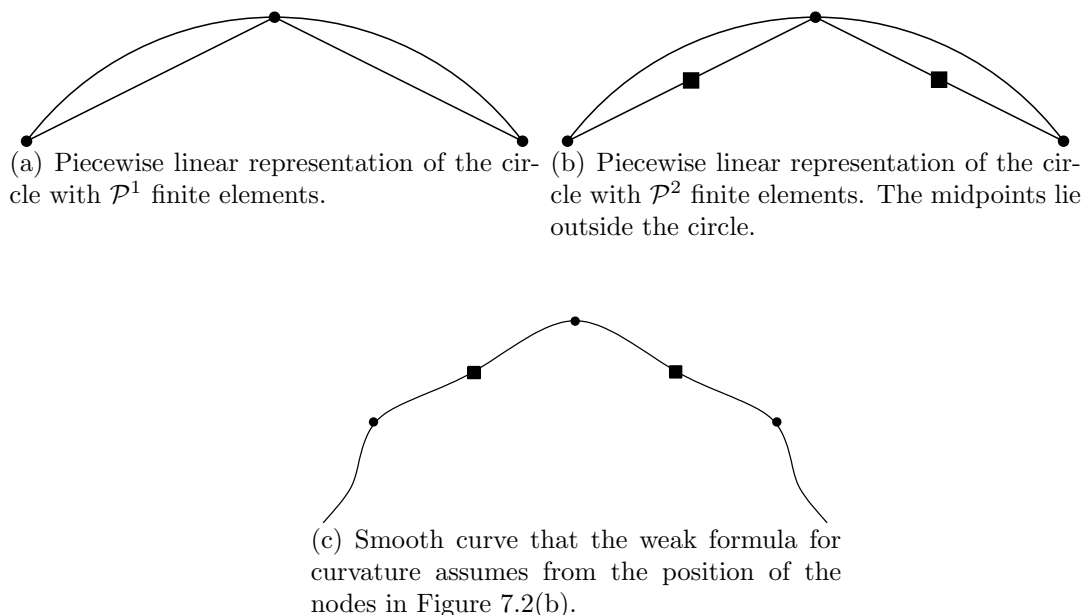 (a) Piecewise linear representation of the cir-
cle with P¹ finite elements.
(b) Piecewise linear representation of the cir-
cle with P² finite elements. The midpoints lie
outside the circle.
(c) Smooth curve that the weak formula for
curvature assumes from the position of the
nodes in Figure 7.2(b).